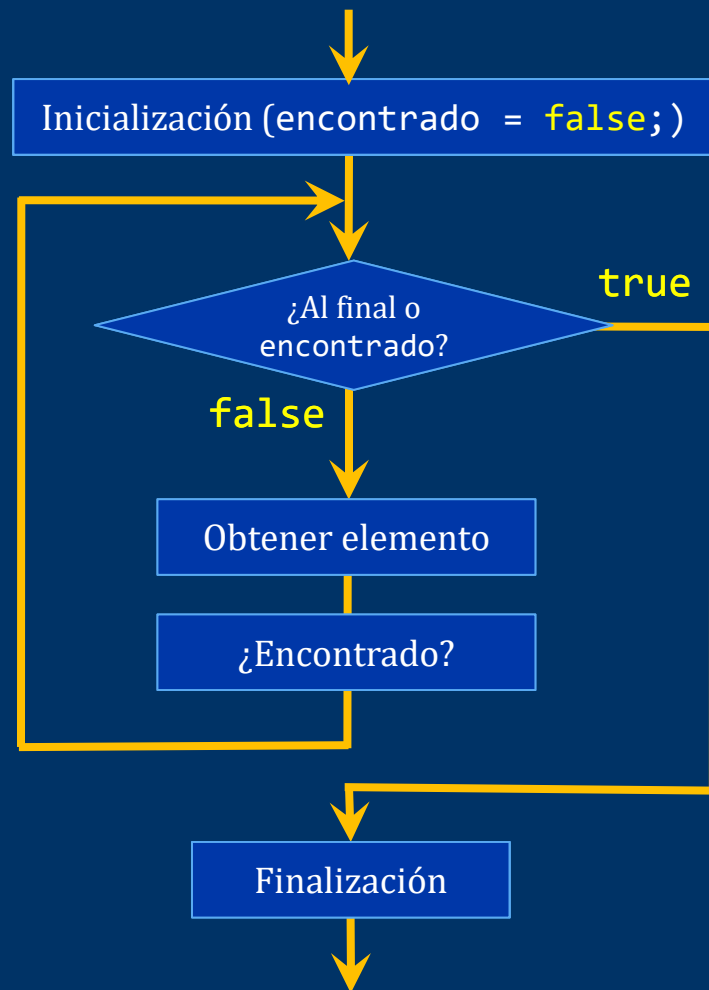 Inicialización (encontrado = false;)
¿Al final o
encontrado?
true
false
Obtener elemento
¿Encontrado?
Finalización